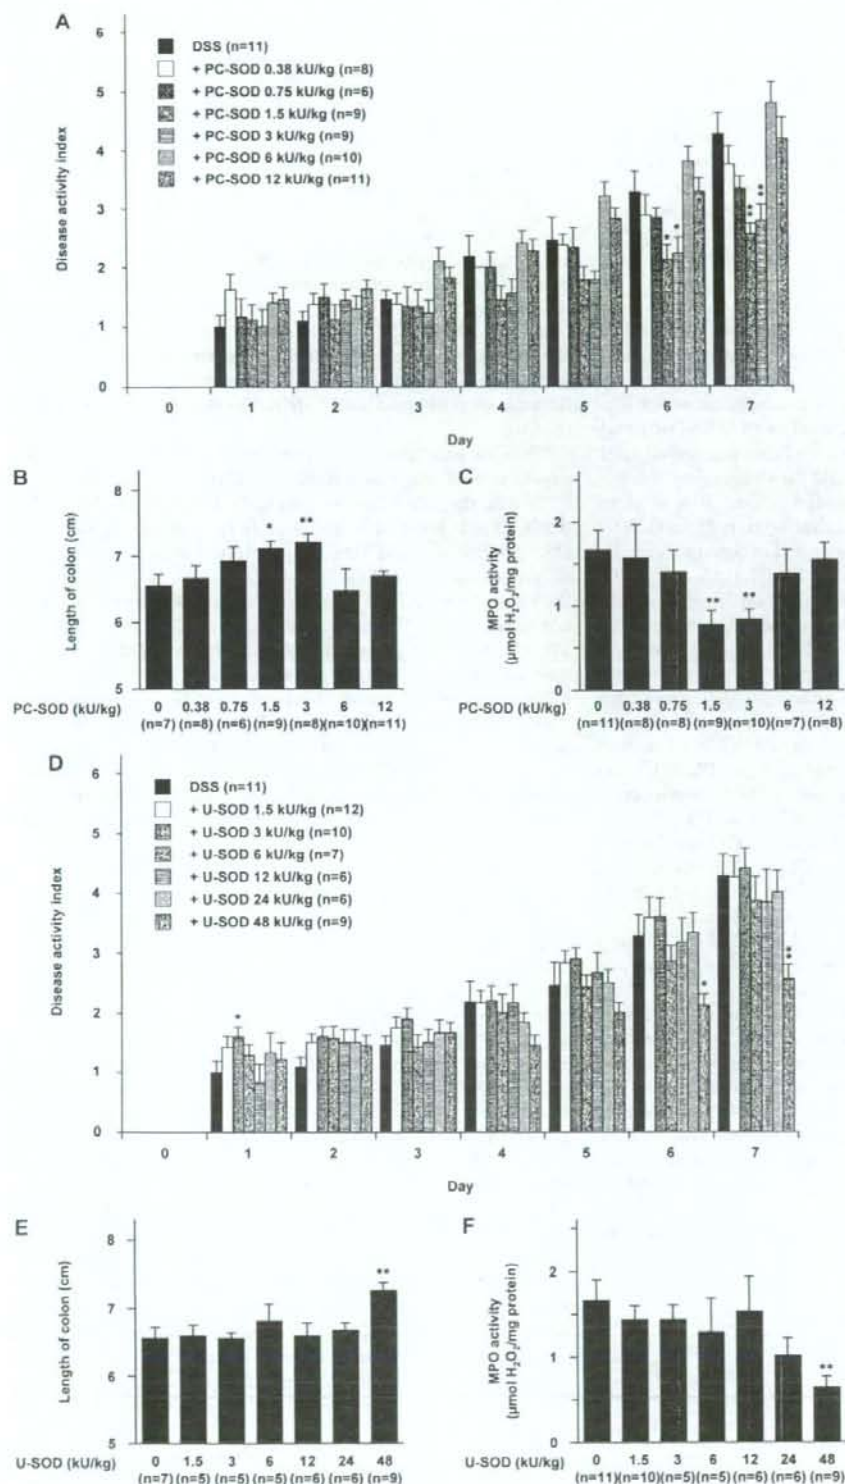 A
6
5
4
3
2
1
0
Disease activity index
DSS (n=11)
+ PC-SOD 0.38 kU/kg (n=8)
+ PC-SOD 0.75 kU/kg (n=6)
+ PC-SOD 1.5 kU/kg (n=9)
+ PC-SOD 3 kU/kg (n=9)
+ PC-SOD 6 kU/kg (n=10)
+ PC-SOD 12 kU/kg (n=11)
* * ** **
0 1 2 3 4 5 6 7
Day
B
8
7
6
5
Length of colon (cm)
* **
PC-SOD (kU/kg) 0 0.38 0.75 1.5 3 6 12
(n=7) (n=8) (n=6) (n=9) (n=8) (n=10) (n=11)
C
2
1
0
MPO activity
(µmol H₂O₂/mg protein)
** **
PC-SOD (kU/kg) 0 0.38 0.75 1.5 3 6 12
(n=11) (n=8) (n=8) (n=9) (n=10) (n=7) (n=8)
D
6
5
4
3
2
1
0
Disease activity index
DSS (n=11)
+ U-SOD 1.5 kU/kg (n=12)
+ U-SOD 3 kU/kg (n=10)
+ U-SOD 6 kU/kg (n=7)
+ U-SOD 12 kU/kg (n=6)
+ U-SOD 24 kU/kg (n=6)
+ U-SOD 48 kU/kg (n=9)
* * **
0 1 2 3 4 5 6 7
Day
E
8
7
6
5
Length of colon (cm)
**
U-SOD (kU/kg) 0 1.5 3 6 12 24 48
(n=7) (n=5) (n=5) (n=5) (n=6) (n=6) (n=9)
F
2
1
0
MPO activity
(µmol H₂O₂/mg protein)
**
U-SOD (kU/kg) 0 1.5 3 6 12 24 48
(n=11) (n=10) (n=5) (n=5) (n=6) (n=6) (n=9)